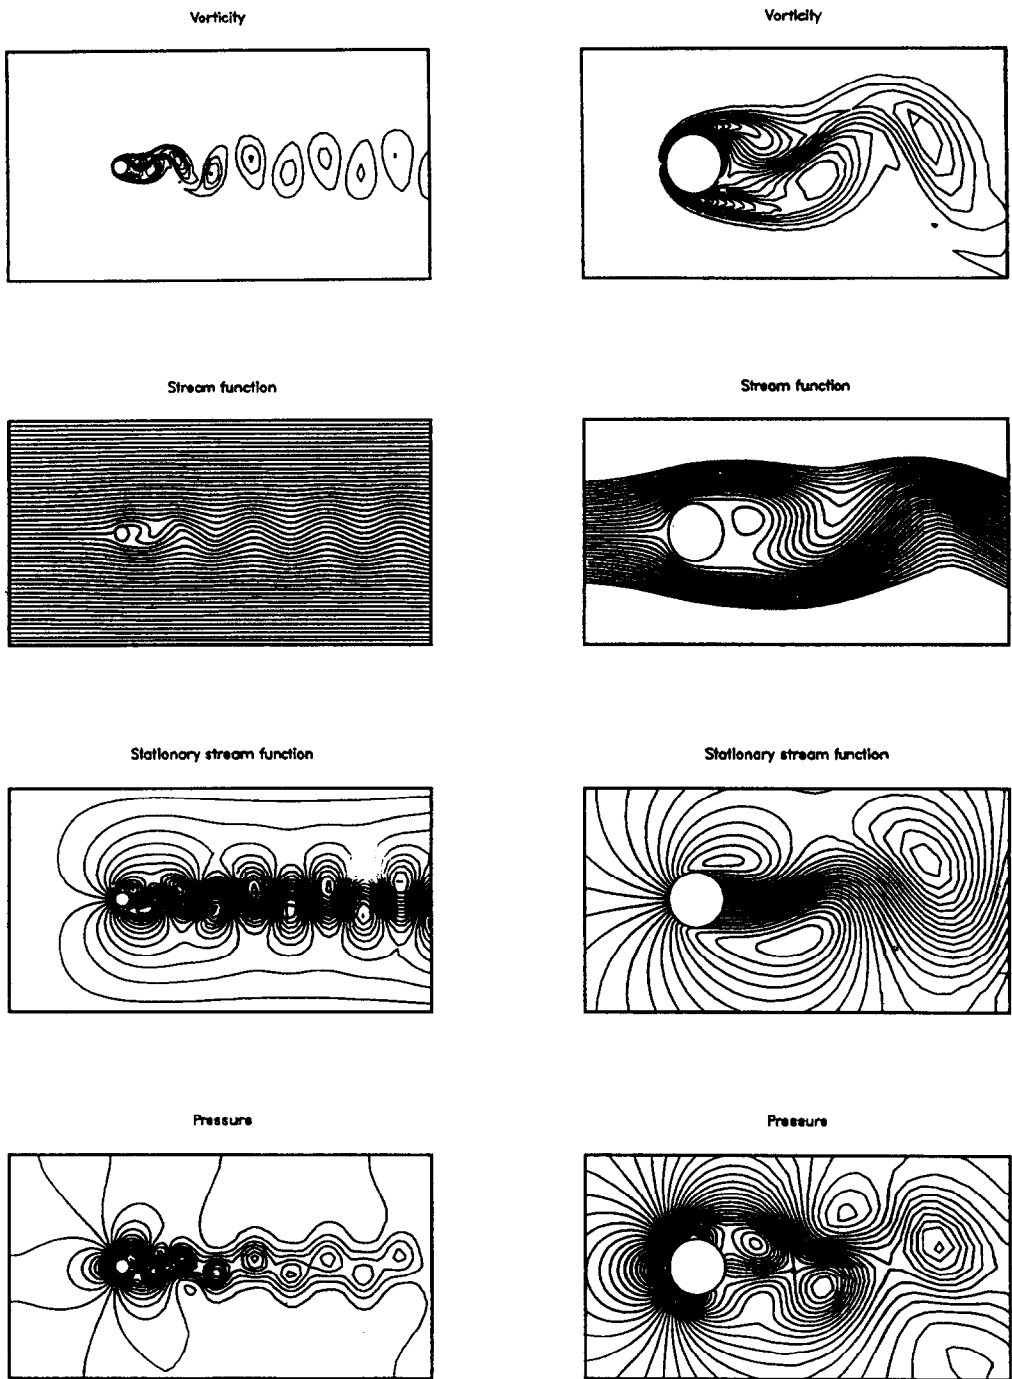 Vorticity
Vorticity
Stream function
Stream function
Stationary stream function
Stationary stream function
Pressure
Pressure